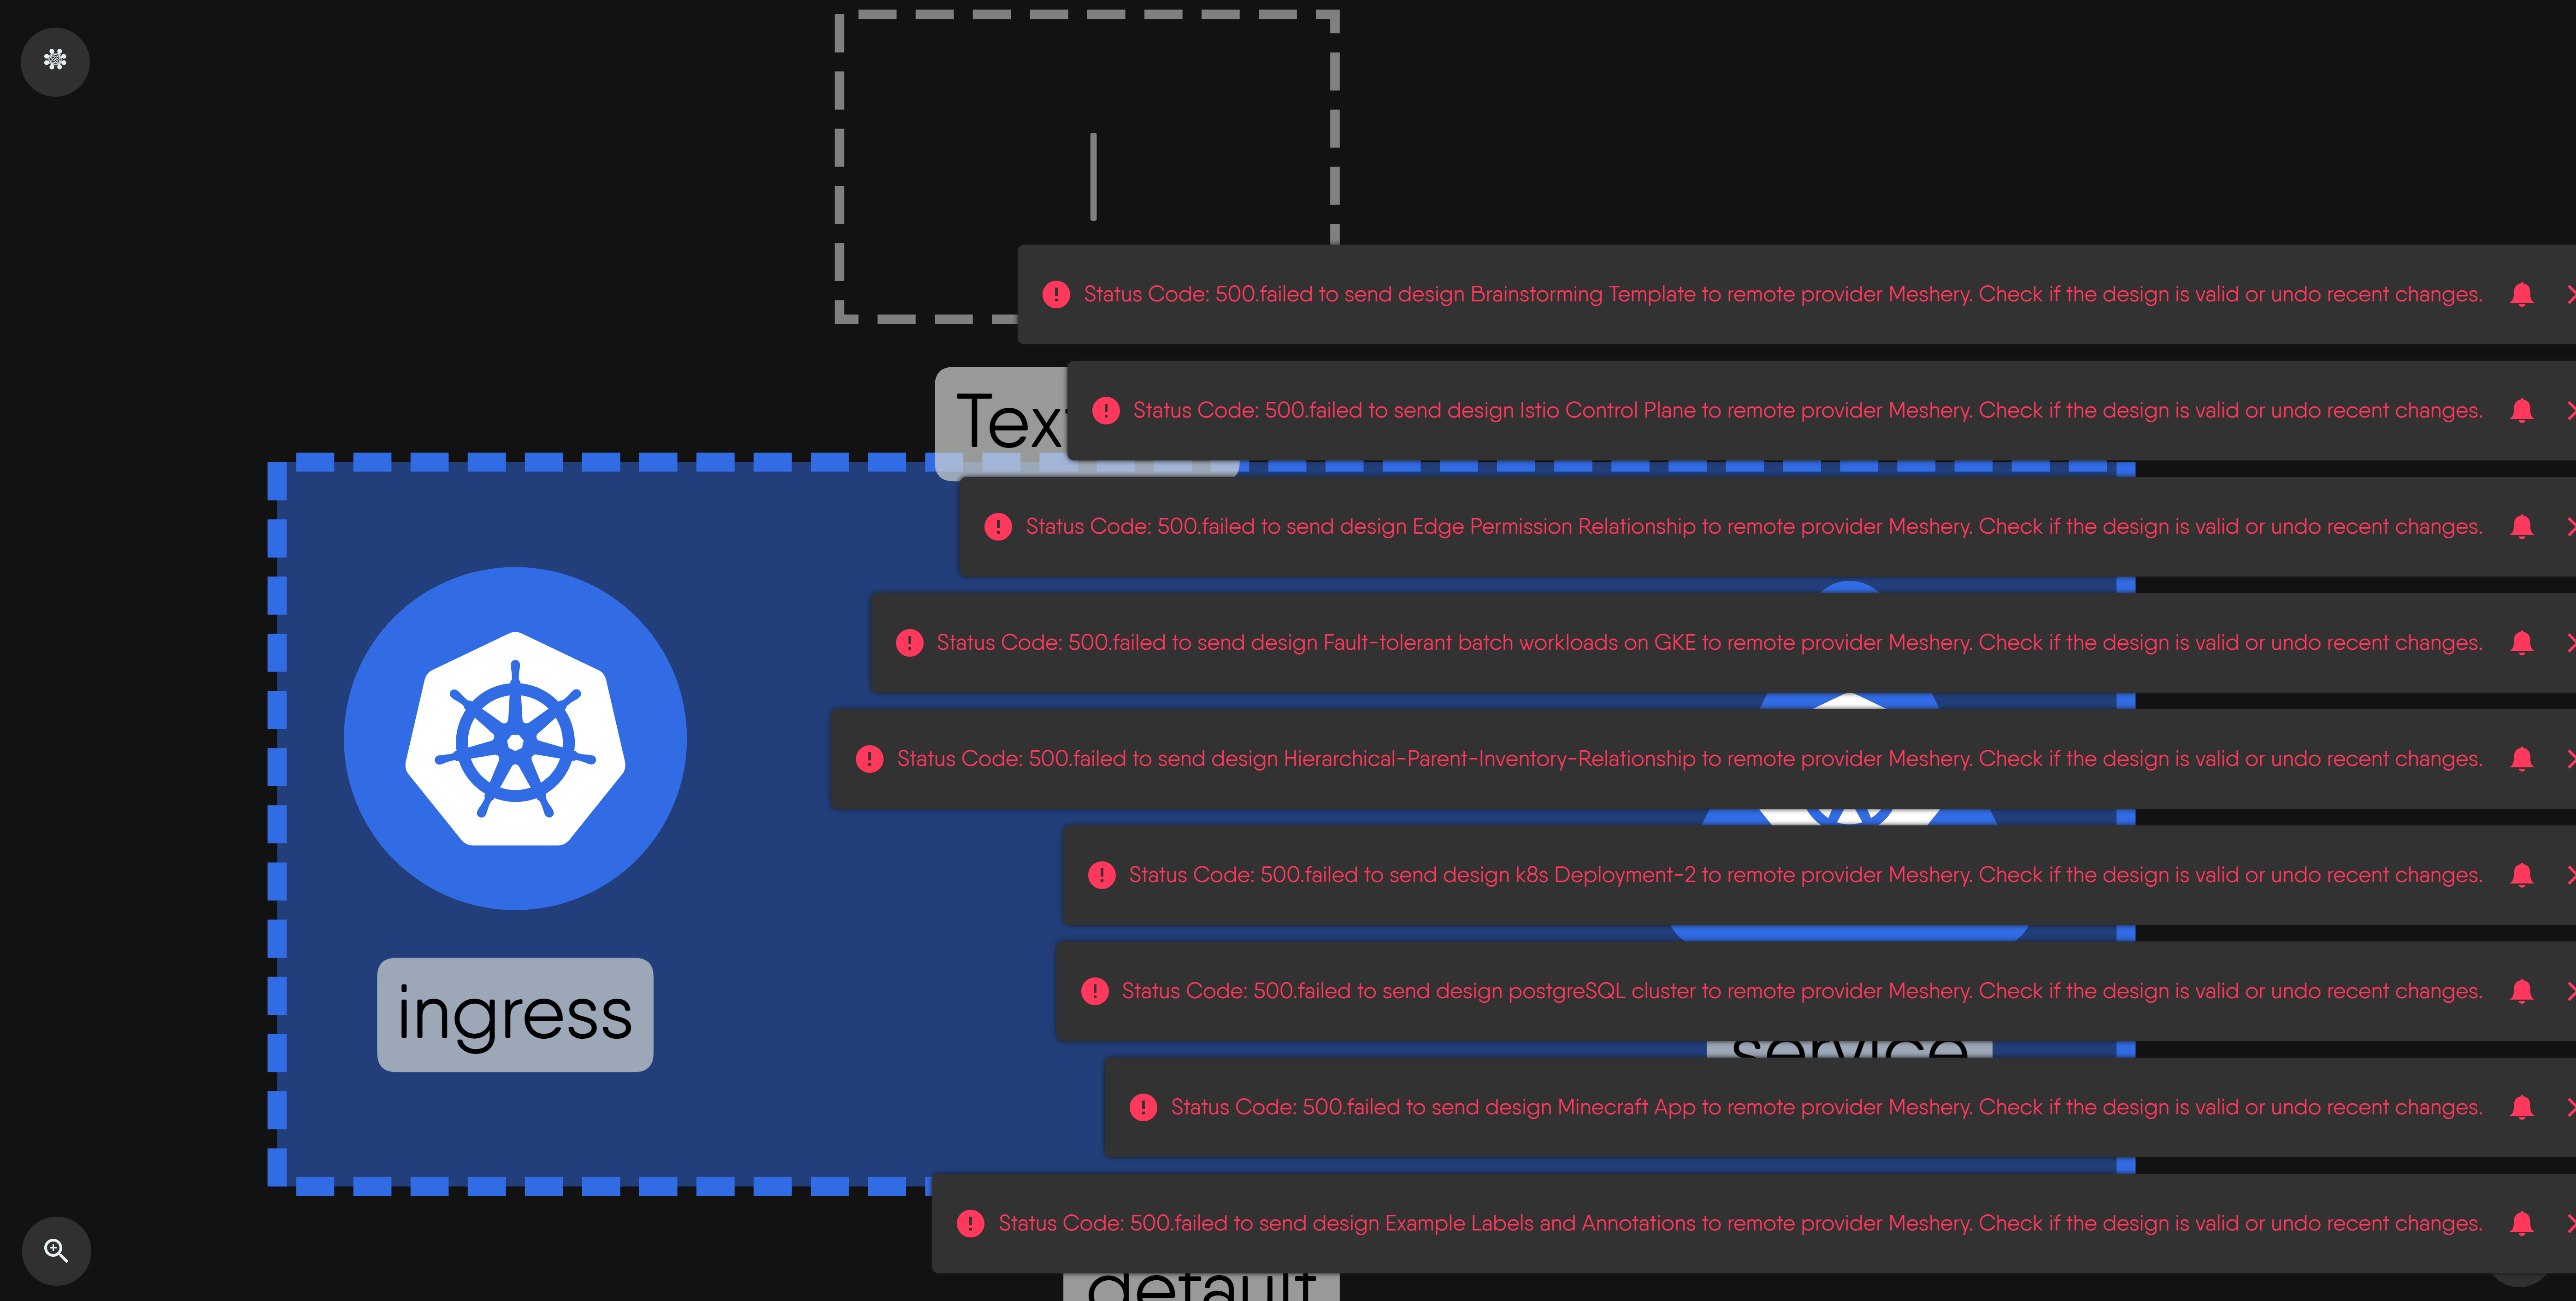 Status Code: 500.failed to send design Brainstorming Template to remote provider Meshery. Check if the design is valid or undo recent changes.
Status Code: 500.failed to send design Istio Control Plane to remote provider Meshery. Check if the design is valid or undo recent changes.
Status Code: 500.failed to send design Edge Permission Relationship to remote provider Meshery. Check if the design is valid or undo recent changes.
Status Code: 500.failed to send design Fault-tolerant batch workloads on GKE to remote provider Meshery. Check if the design is valid or undo recent changes.
Status Code: 500.failed to send design Hierarchical-Parent-Inventory-Relationship to remote provider Meshery. Check if the design is valid or undo recent changes.
Status Code: 500.failed to send design k8s Deployment-2 to remote provider Meshery. Check if the design is valid or undo recent changes.
Status Code: 500.failed to send design postgreSQL cluster to remote provider Meshery. Check if the design is valid or undo recent changes.
ingress
service
Status Code: 500.failed to send design Minecraft App to remote provider Meshery. Check if the design is valid or undo recent changes.
Status Code: 500.failed to send design Example Labels and Annotations to remote provider Meshery. Check if the design is valid or undo recent changes.
default